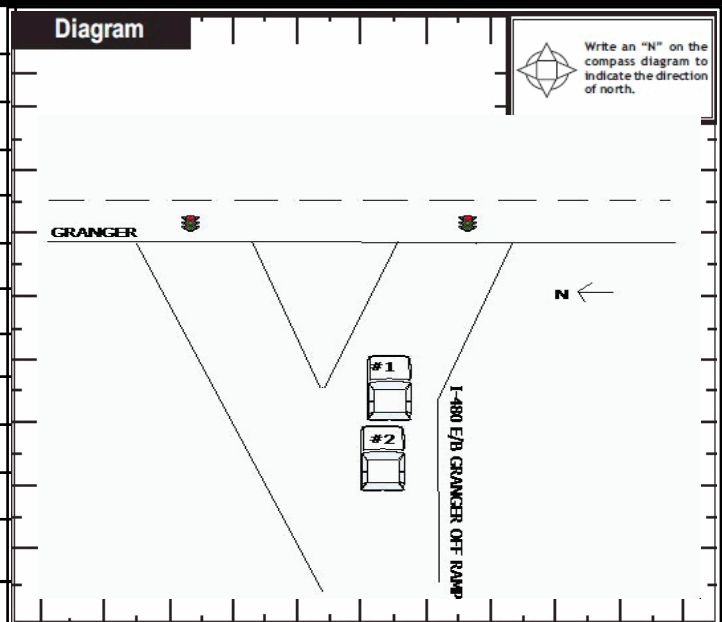 Diagram
Write an “N” on the
compass diagram to
indicate the direction
of north.
GRANGER
N
#1
#2
I-480 E/B GRANGER OFF RAMP